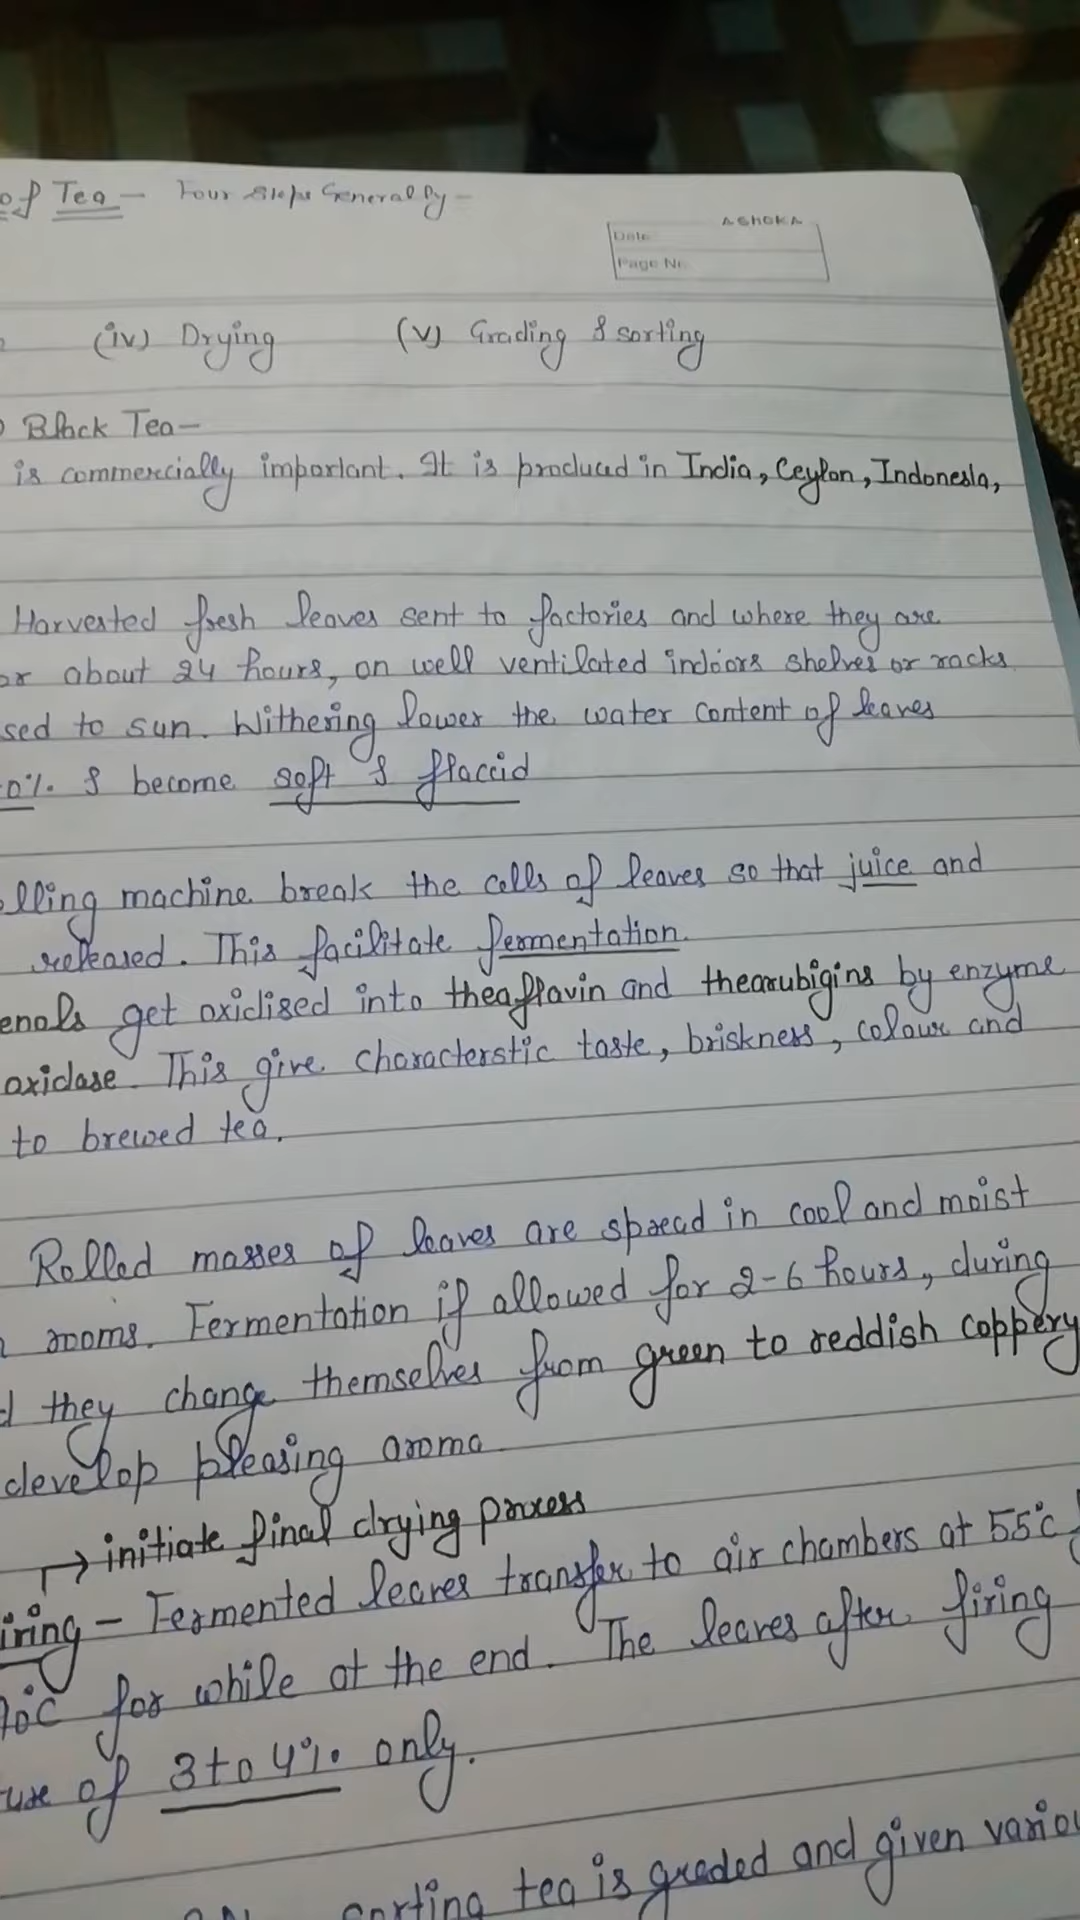 of Tea - Four Steps Generally -
ASHOKA
Date
Page No.
(iv) Drying (v) Grading & sorting
Black Tea-
is commercially important. It is produced in India, Ceylon, Indonesia,
Harvested fresh leaves sent to factories and where they are
or about 24 hours, on well ventilated indoors shelves or racks
sed to sun. Withering lower the water content of leaves
0%. & become soft & flaccid
lling machine break the cells of leaves so that juice and
released. This facilitate fermentation.
enols get oxidised into theaflavin and thearubigins by enzyme
oxidase. This give characterstic taste, briskness, colour and
to brewed tea.
Rolled masses of leaves are spread in cool and moist
rooms. Fermentation if allowed for 2-6 hours, during
d they change themselves from green to reddish coppery
develop pleasing aroma
→ initiate final drying process
iring - Fermented leaves transfer to air chambers at 55°c
70°c for while at the end. The leaves after firing
ure of 3 to 4% only.
orting tea is graded and given variou